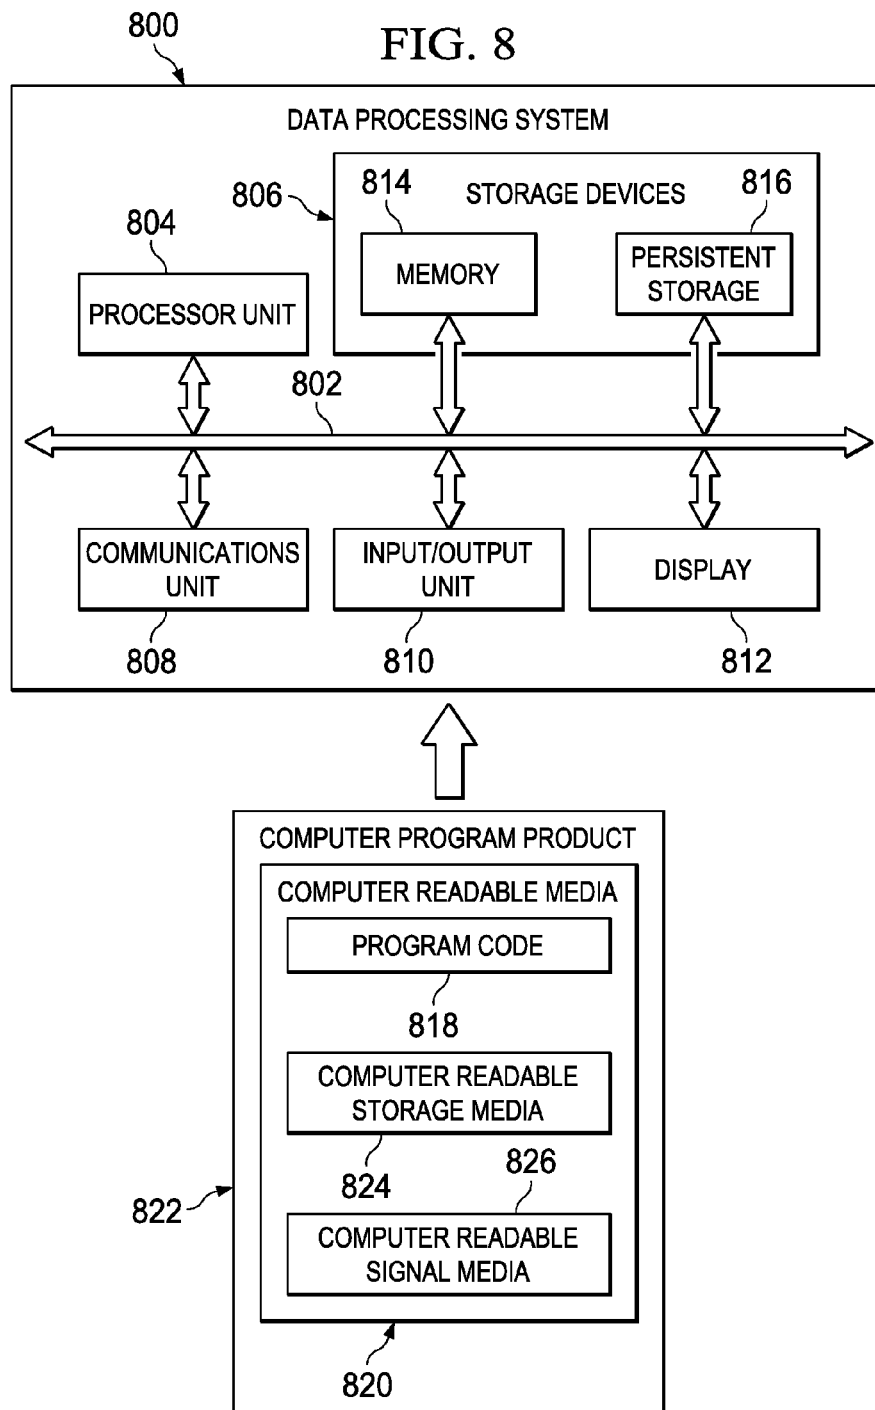 800
FIG. 8
DATA PROCESSING SYSTEM
806
814
STORAGE DEVICES
816
804
MEMORY
PERSISTENT
STORAGE
PROCESSOR UNIT
802
COMMUNICATIONS
UNIT
INPUT/OUTPUT
UNIT
DISPLAY
808
810
812
COMPUTER PROGRAM PRODUCT
COMPUTER READABLE MEDIA
PROGRAM CODE
818
COMPUTER READABLE
STORAGE MEDIA
824
826
822
COMPUTER READABLE
SIGNAL MEDIA
820